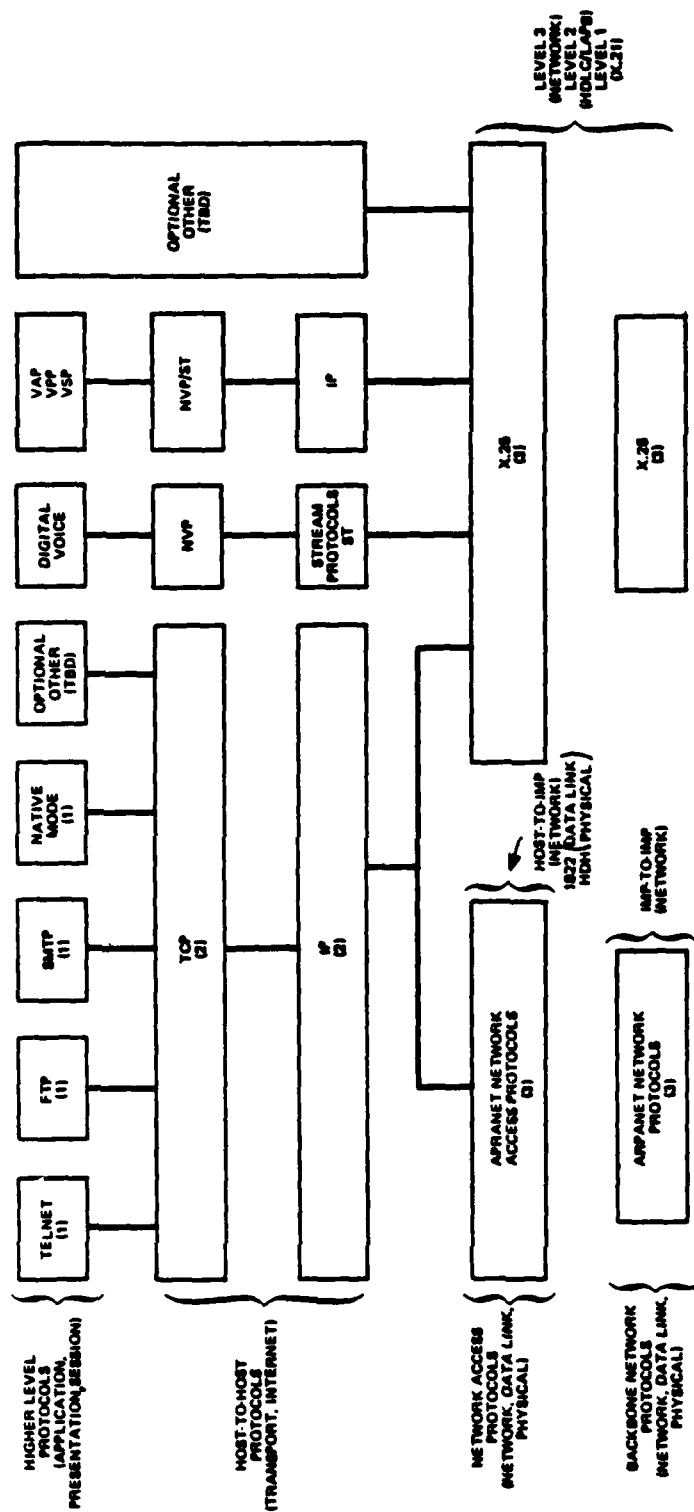 HIGHER LEVEL
PROTOCOLS
(APPLICATION,
PRESENTATION, SESSION)
TELNET
(1)
FTP
(1)
SMTP
(1)
NATIVE
MODE
(1)
OPTIONAL
OTHER
(TBD)
DIGITAL
VOICE
VAP
VPP
VSP
OPTIONAL
OTHER
(TBD)
HOST-TO-HOST
PROTOCOLS
(TRANSPORT, INTERNET)
TCP
(2)
NVP
NVP/ST
IP
(2)
STREAM
PROTOCOLS
ST
IP
NETWORK ACCESS
PROTOCOLS
(NETWORK, DATA LINK,
PHYSICAL)
APRANET NETWORK
ACCESS PROTOCOLS
(3)
HOST-TO-IMP
(NETWORK)
1822 / DATA LINK
HDH \ PHYSICAL
X.25
(3)
LEVEL 3
(NETWORK)
LEVEL 2
(HDLC/LAPB)
LEVEL 1
(X.21)
BACKBONE NETWORK
PROTOCOLS
(NETWORK, DATA LINK,
PHYSICAL)
ARPANET NETWORK
PROTOCOLS
(3)
IMP-TO-IMP
(NETWORK)
X.25
(3)